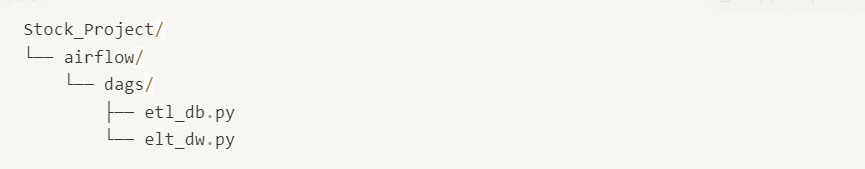 Stock_Project/
└── airflow/
    └── dags/
        ├── etl_db.py
        └── elt_dw.py